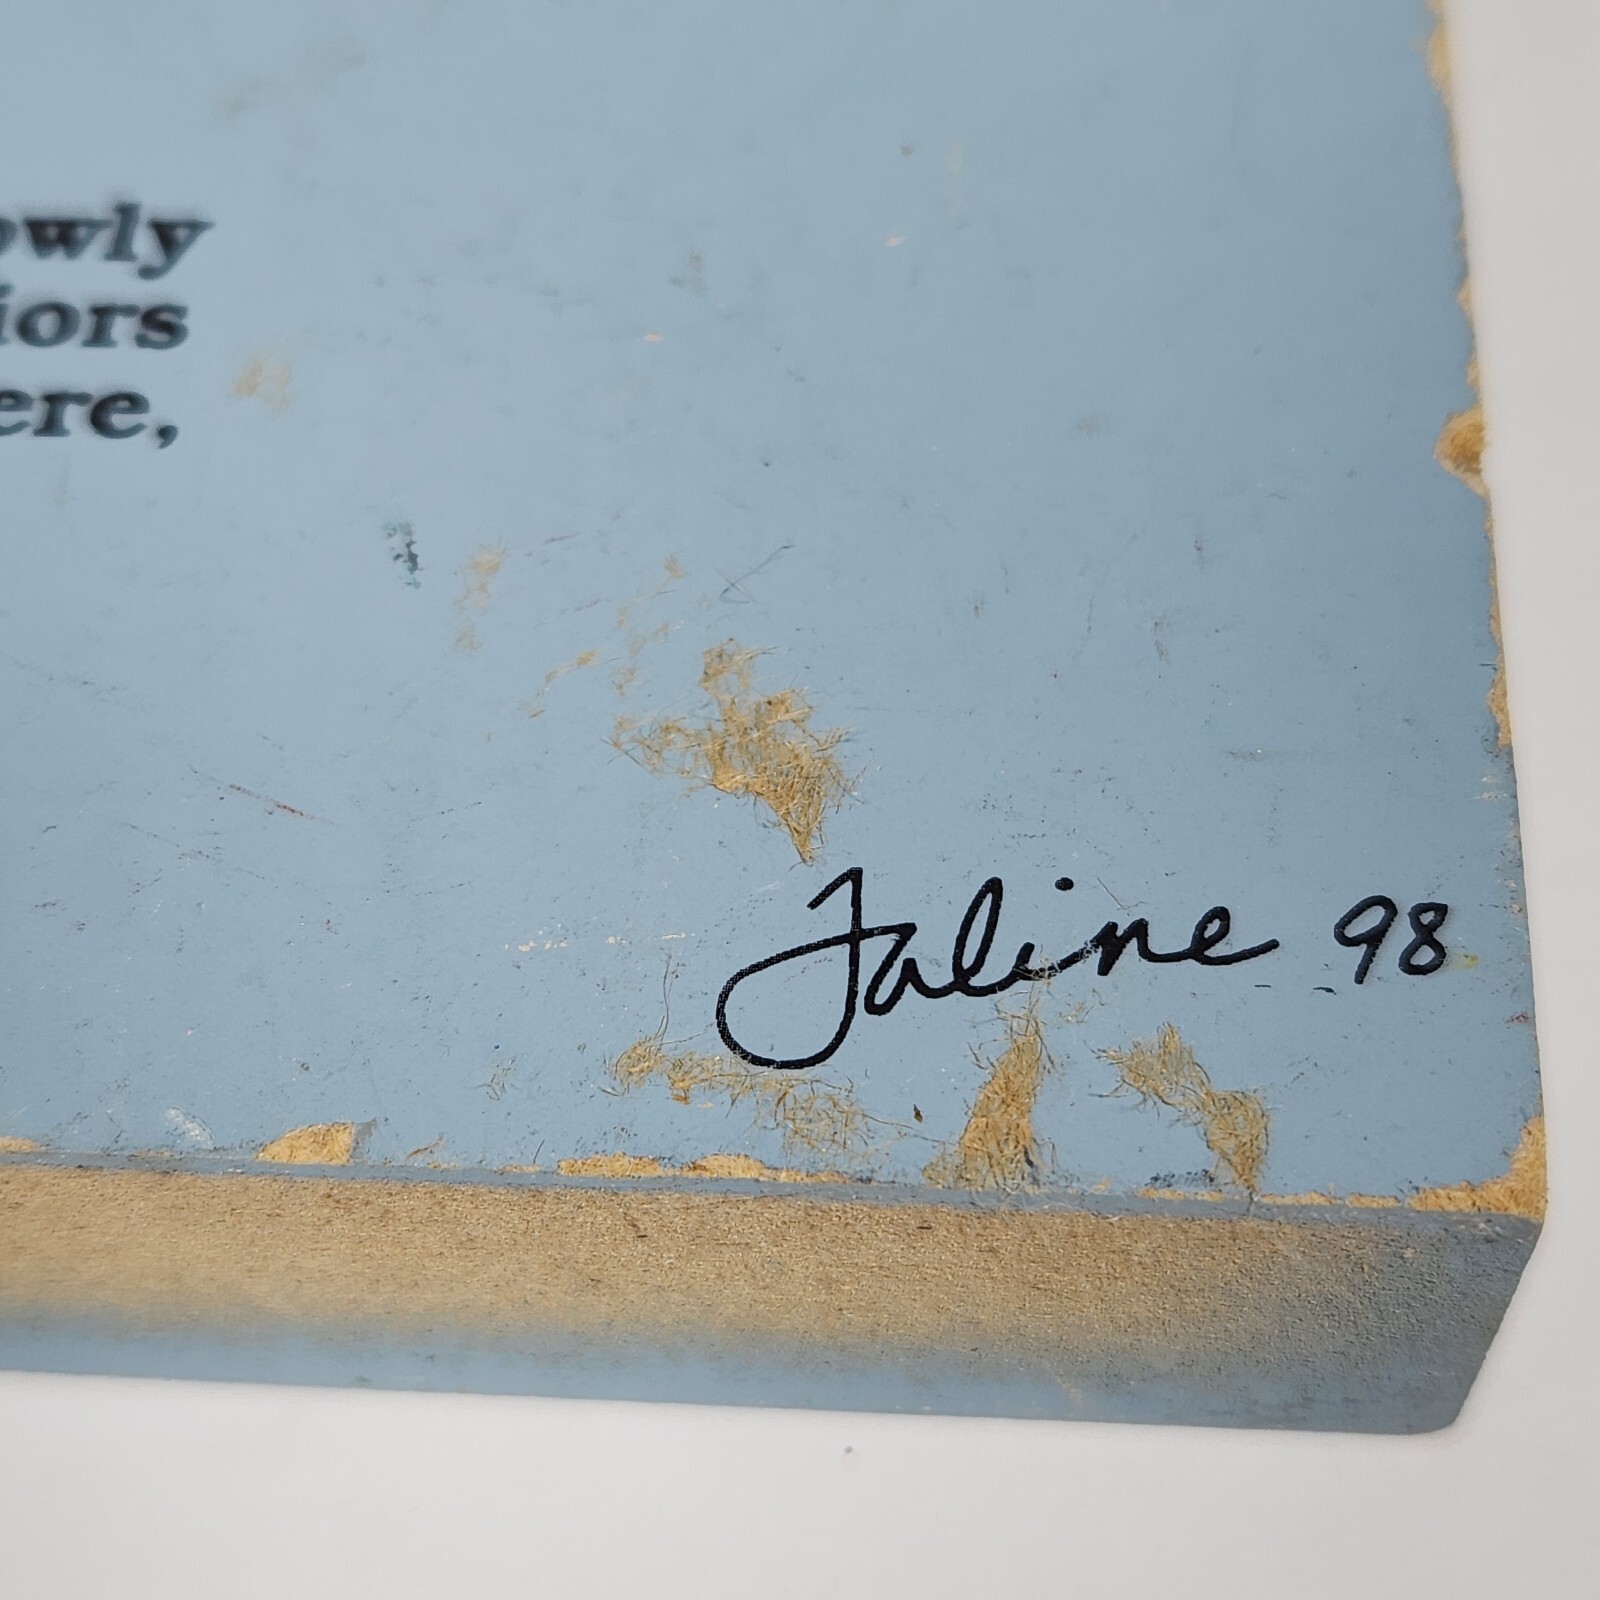 owly
iors
ere,
Jaline 98